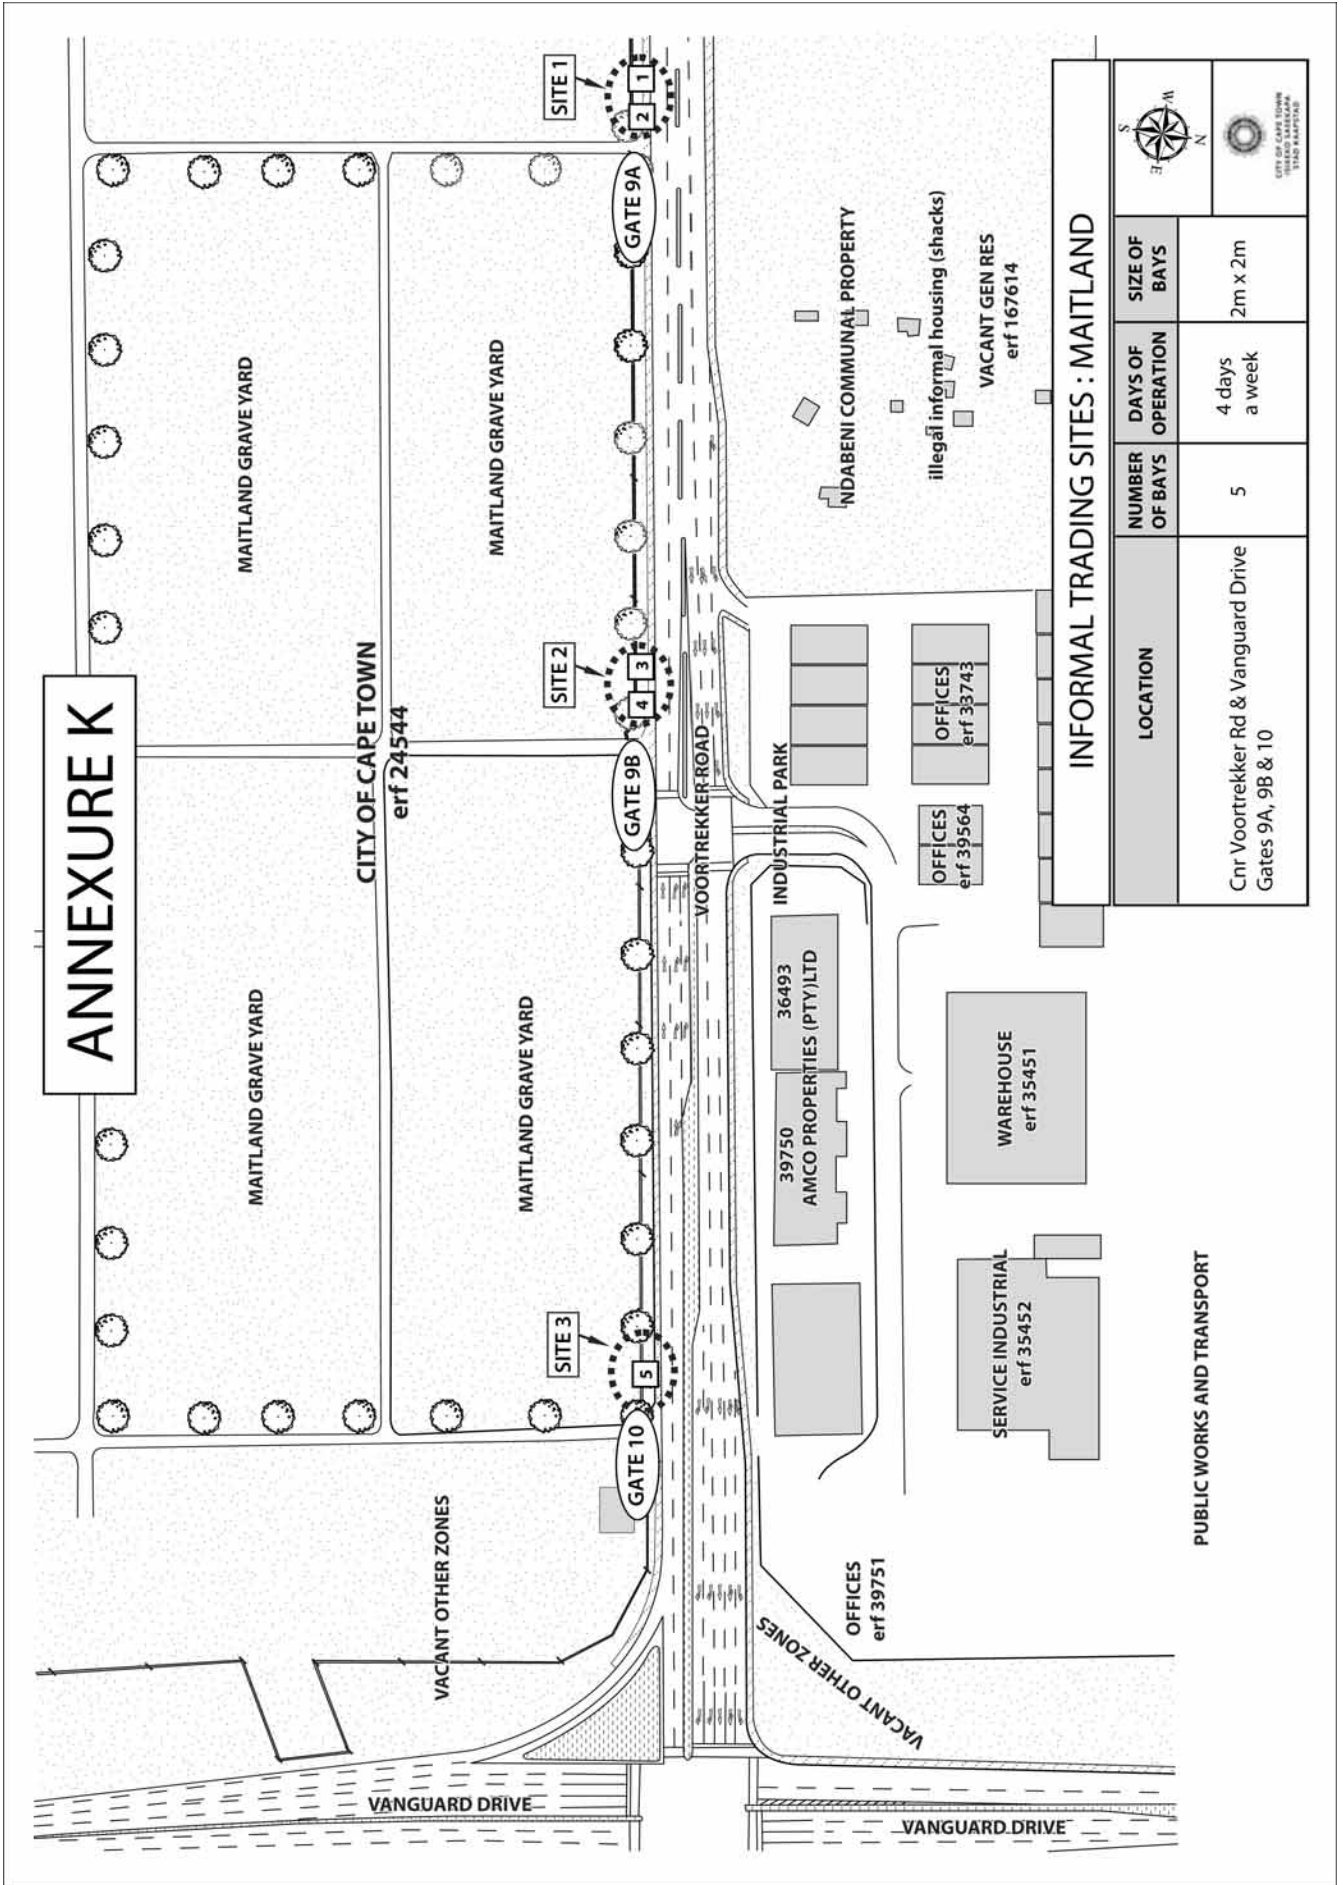 ANNEXURE K
CITY OF CAPE TOWN
erf 24544
MAITLAND GRAVE YARD
MAITLAND GRAVE YARD
MAITLAND GRAVE YARD
MAITLAND GRAVE YARD
VACANT OTHER ZONES
VANGUARD DRIVE
SITE 3
5
GATE 10
SITE 2
4
3
GATE 9B
SITE 1
2
1
GATE 9A
VOORTREKKER ROAD
VACANT OTHER ZONES
VANGUARD DRIVE
OFFICES
erf 39751
INDUSTRIAL PARK
39750
36493
AMCO PROPERTIES (PTY)LTD
OFFICES
erf 39564
OFFICES
erf 33743
NDABENI COMMUNAL PROPERTY
illegal informal housing (shacks)
VACANT GEN RES
erf 167614
SERVICE INDUSTRIAL
erf 35452
WAREHOUSE
erf 35451
PUBLIC WORKS AND TRANSPORT
INFORMAL TRADING SITES : MAITLAND
LOCATION
NUMBER
OF BAYS
DAYS OF
OPERATION
SIZE OF
BAYS
Cnr Voortrekker Rd & Vanguard Drive
Gates 9A, 9B & 10
5
4 days
a week
2m x 2m
S
W
E
N
CITY OF CAPE TOWN
ISIXEKO SASEKAPA
STAD KAAPSTAD